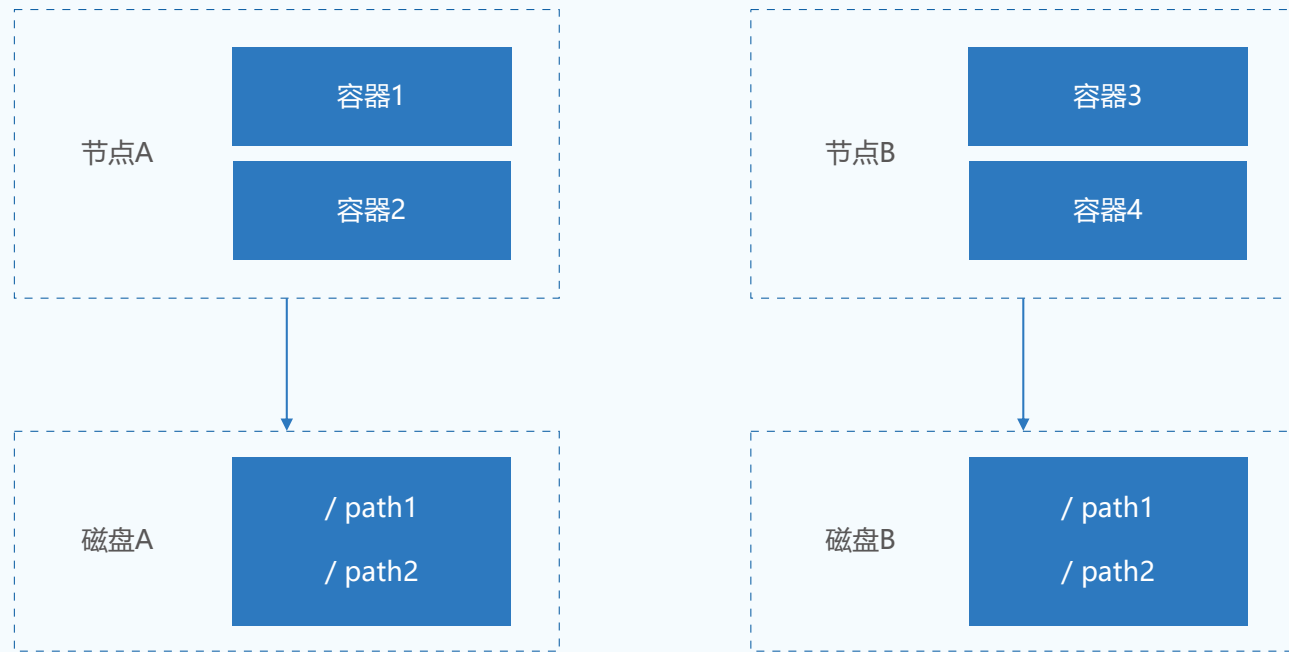 容器1
节点A
容器2
容器3
节点B
容器4
/ path1
磁盘A
/ path2
/ path1
磁盘B
/ path2